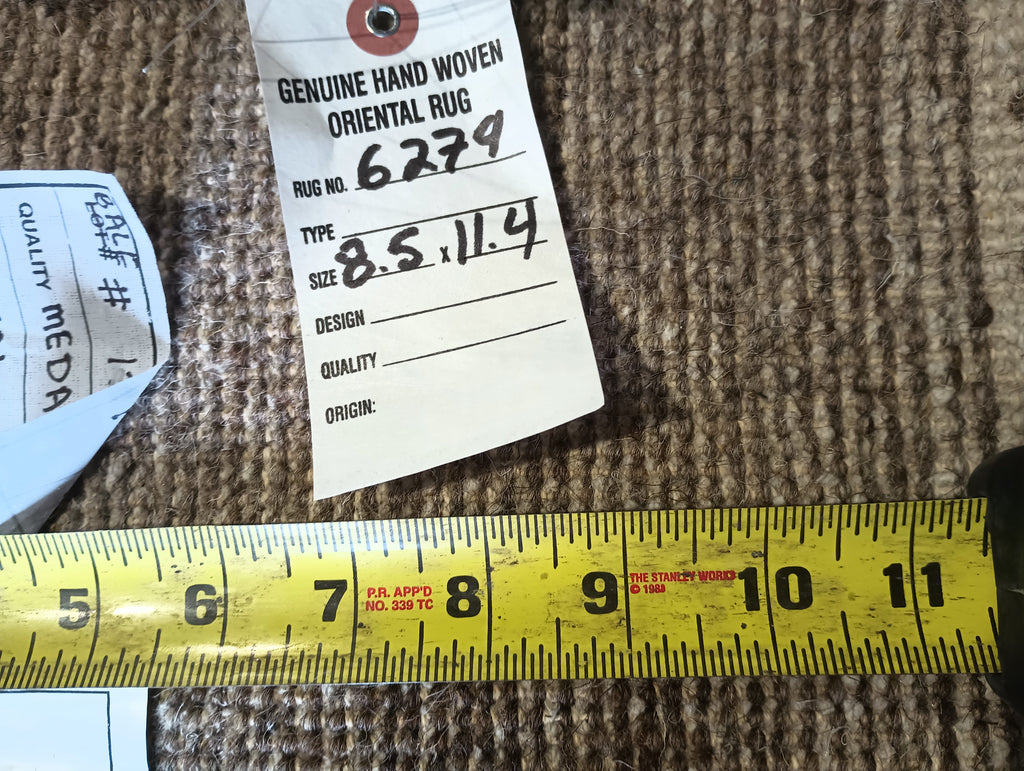 GENUINE HAND WOVEN
ORIENTAL RUG
RUG NO. 6279
TYPE
SIZE 8.5 x 11.4
DESIGN
QUALITY
ORIGIN:
BALE #
LOT #
QUALITY MEDA
5 6 7 8 9 10 11
P.R. APP'D
NO. 339 TC
THE STANLEY WORKS
© 1989